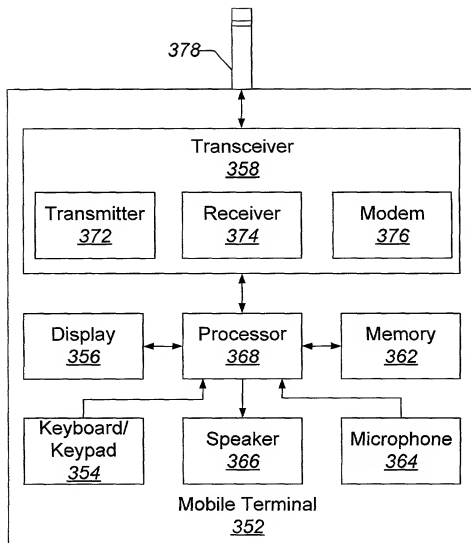 378
Transceiver
358
Transmitter
372
Receiver
374
Modem
376
Display
356
Processor
368
Memory
362
Keyboard/
Keypad
354
Speaker
366
Microphone
364
Mobile Terminal
352